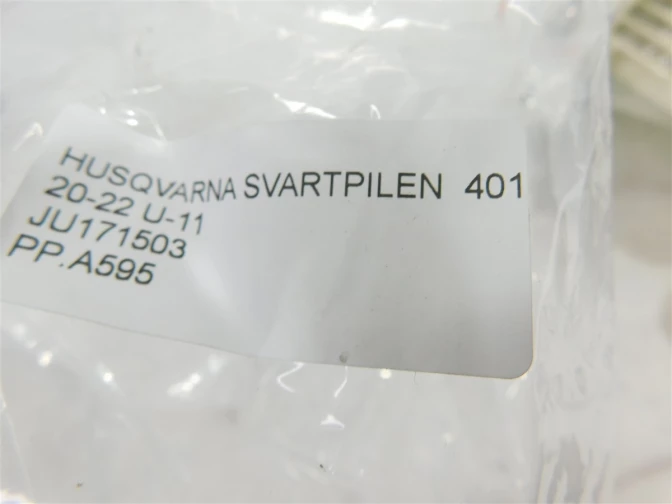 HUSQVARNA SVARTPILEN 401
20-22 U-11
JU171503
PP.A595